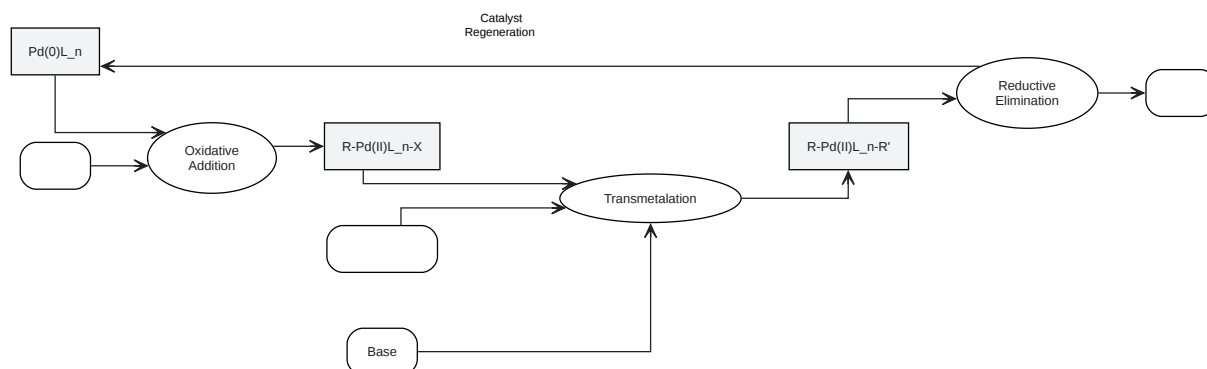 Catalyst
Regeneration
Pd(0)L_n
Reductive
Elimination
Oxidative
Addition
R-Pd(II)L_n-X
R-Pd(II)L_n-R'
Transmetalation
Base